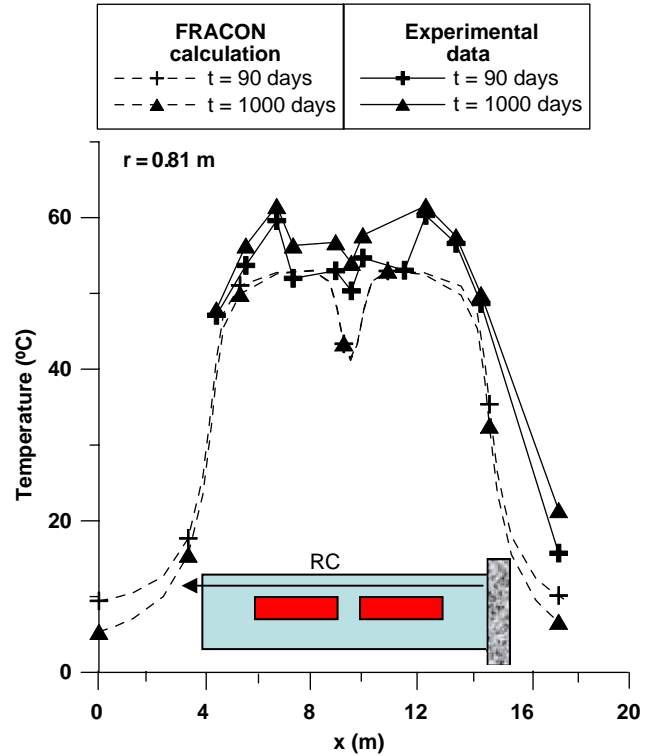 FRACON
calculation
t = 90 days
t = 1000 days
Experimental
data
t = 90 days
t = 1000 days
r = 0.81 m
60
40
20
0
Temperature (ºC)
RC
0 4 8 12 16 20
x (m)